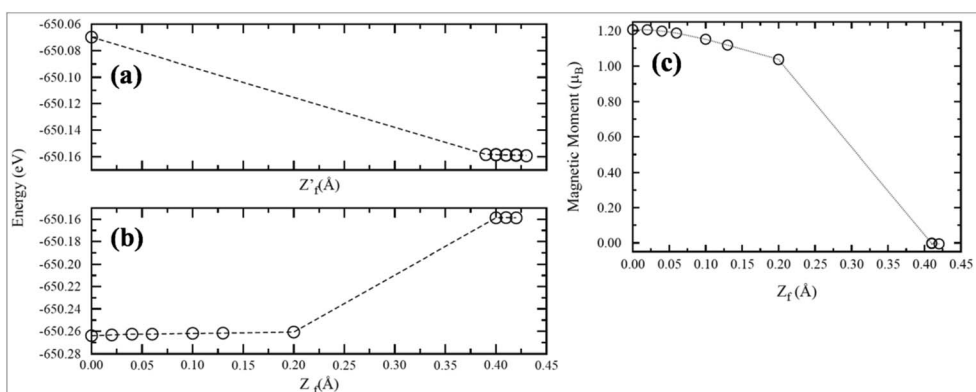 -650.06
-650.08
-650.10
-650.12
-650.14
-650.16
(a)
Z'f(Å)
Energy (eV)
-650.16
-650.18
-650.20
-650.22
-650.24
-650.26
-650.28
(b)
0.00 0.05 0.10 0.15 0.20 0.25 0.30 0.35 0.40 0.45
Z f(Å)
1.20
1.00
0.80
0.60
0.40
0.20
0.00
(c)
Magnetic Moment (μB)
0.00 0.05 0.10 0.15 0.20 0.25 0.30 0.35 0.40 0.45
Zf (Å)